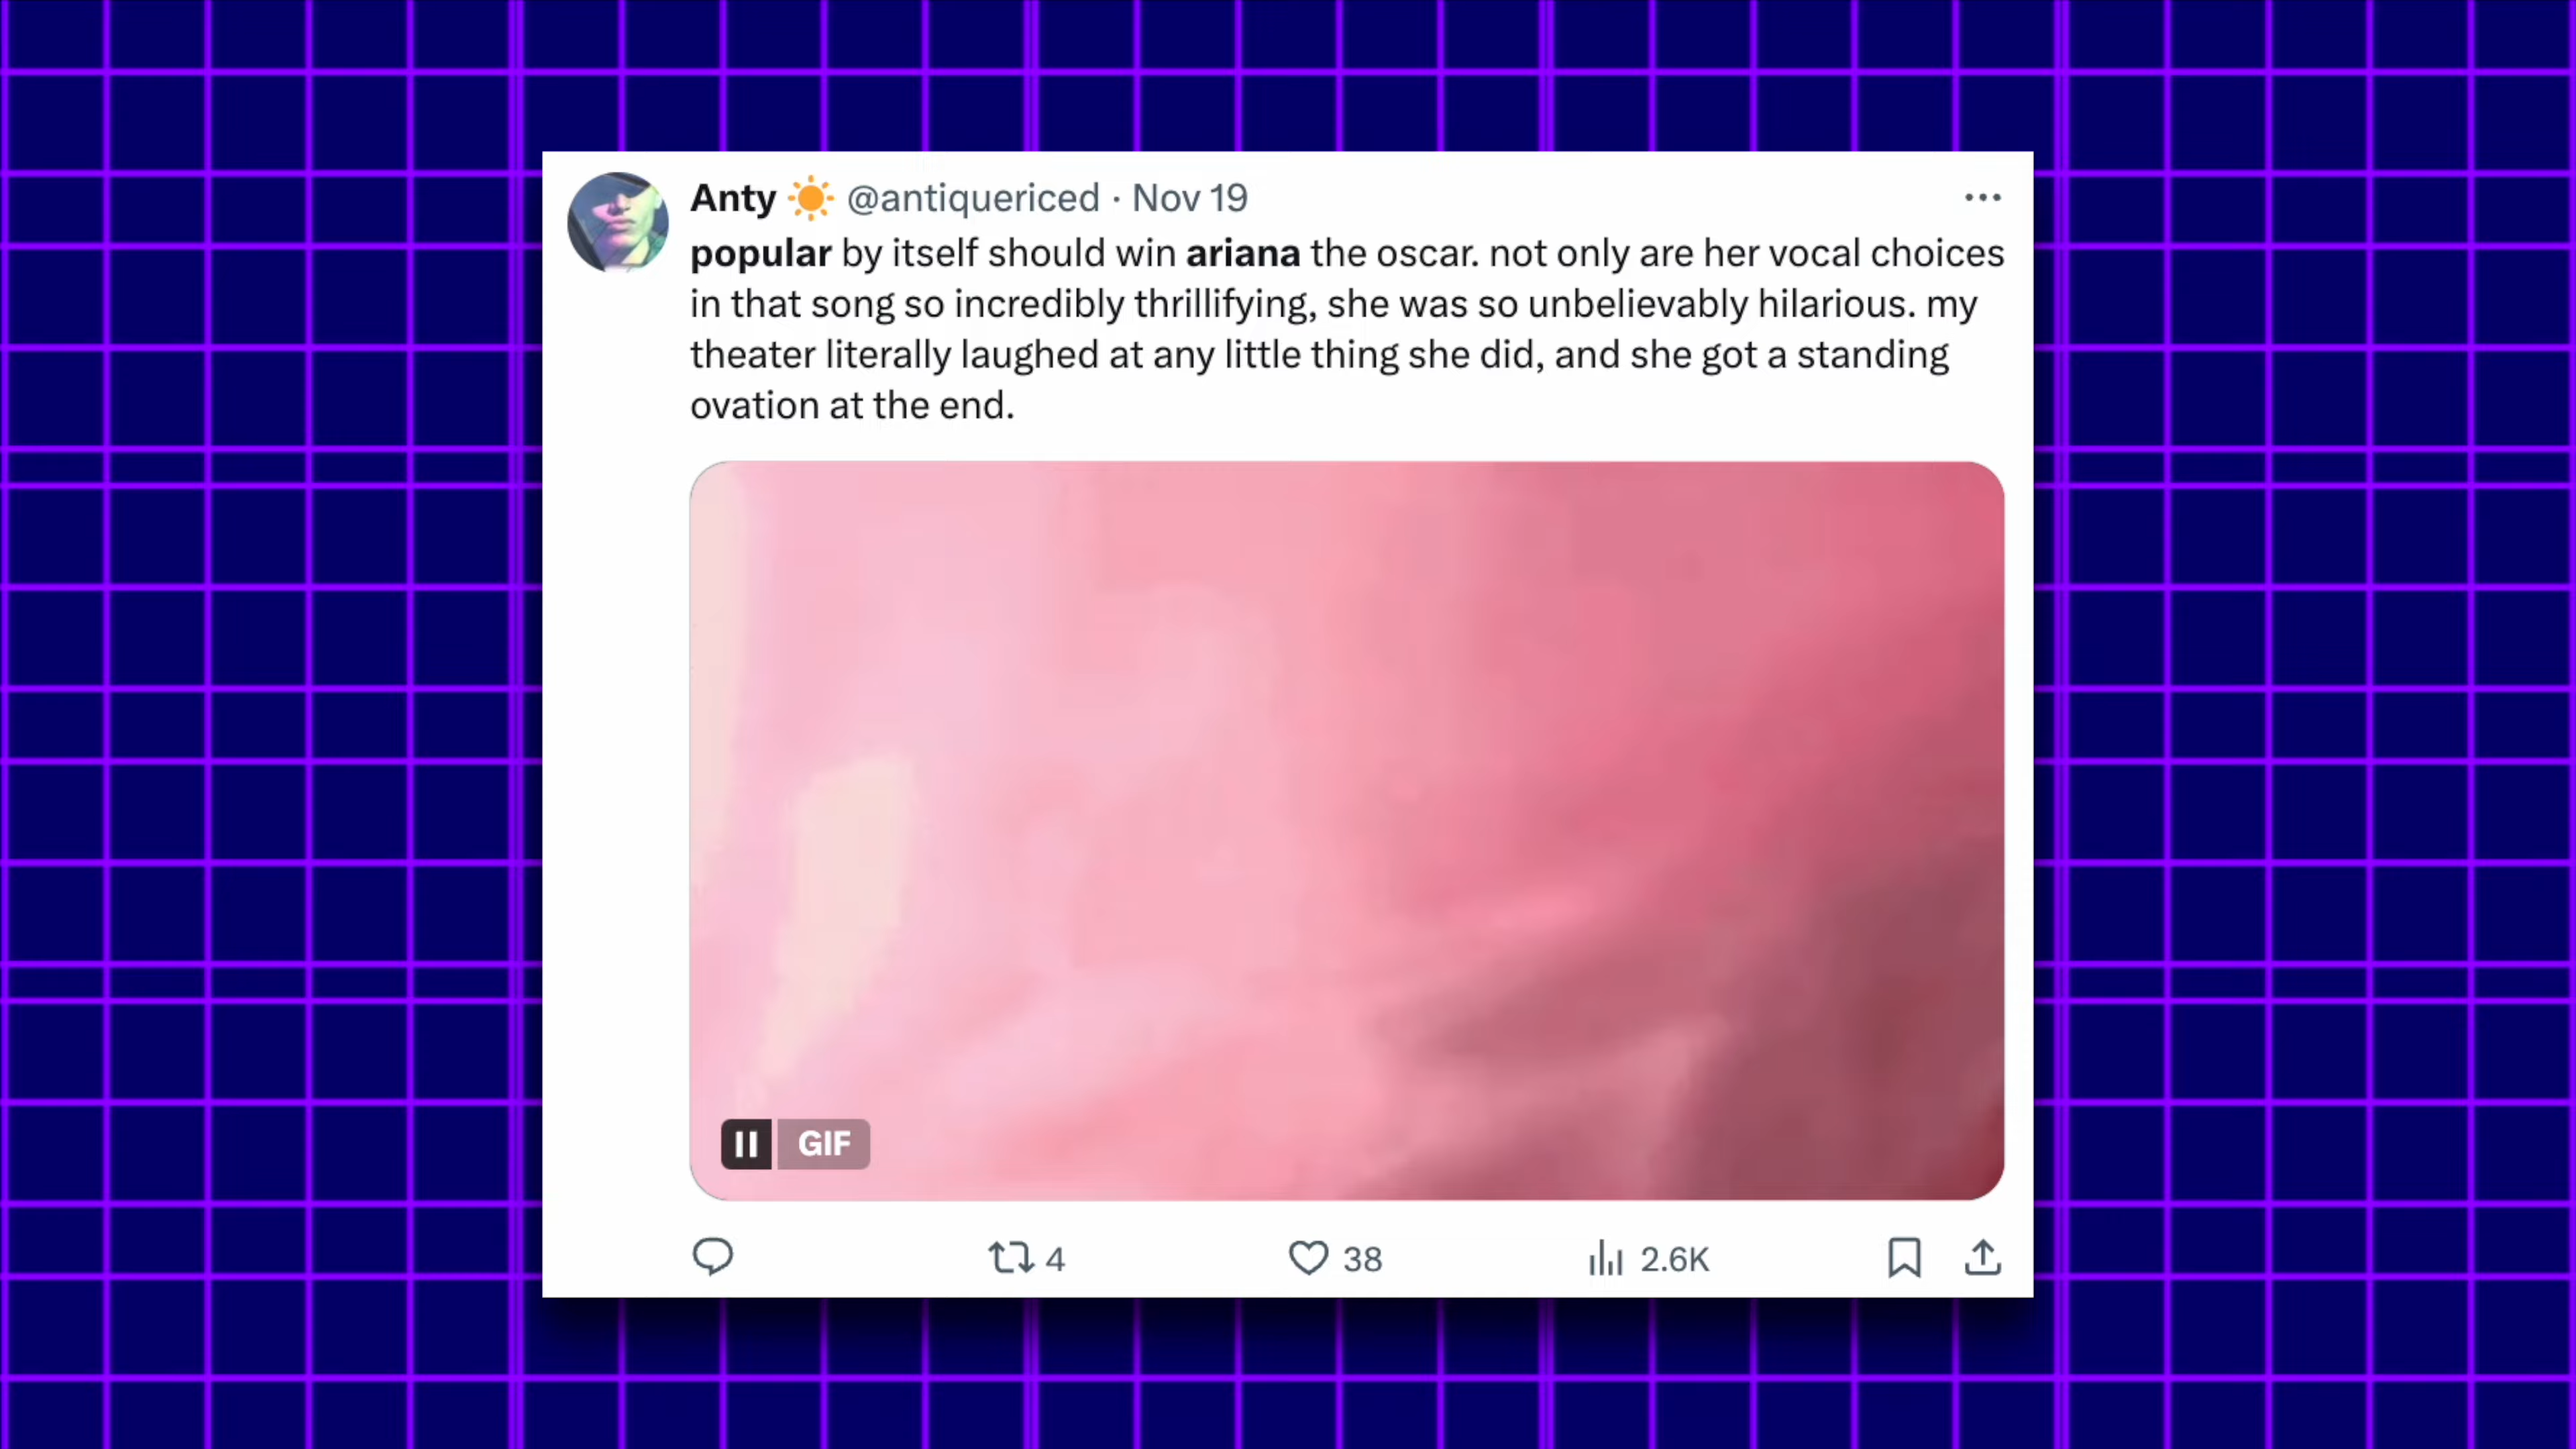 Anty ☀️ @antiquericed · Nov 19
popular by itself should win ariana the oscar. not only are her vocal choices
in that song so incredibly thrillifying, she was so unbelievably hilarious. my
theater literally laughed at any little thing she did, and she got a standing
ovation at the end.
GIF
4 38 2.6K